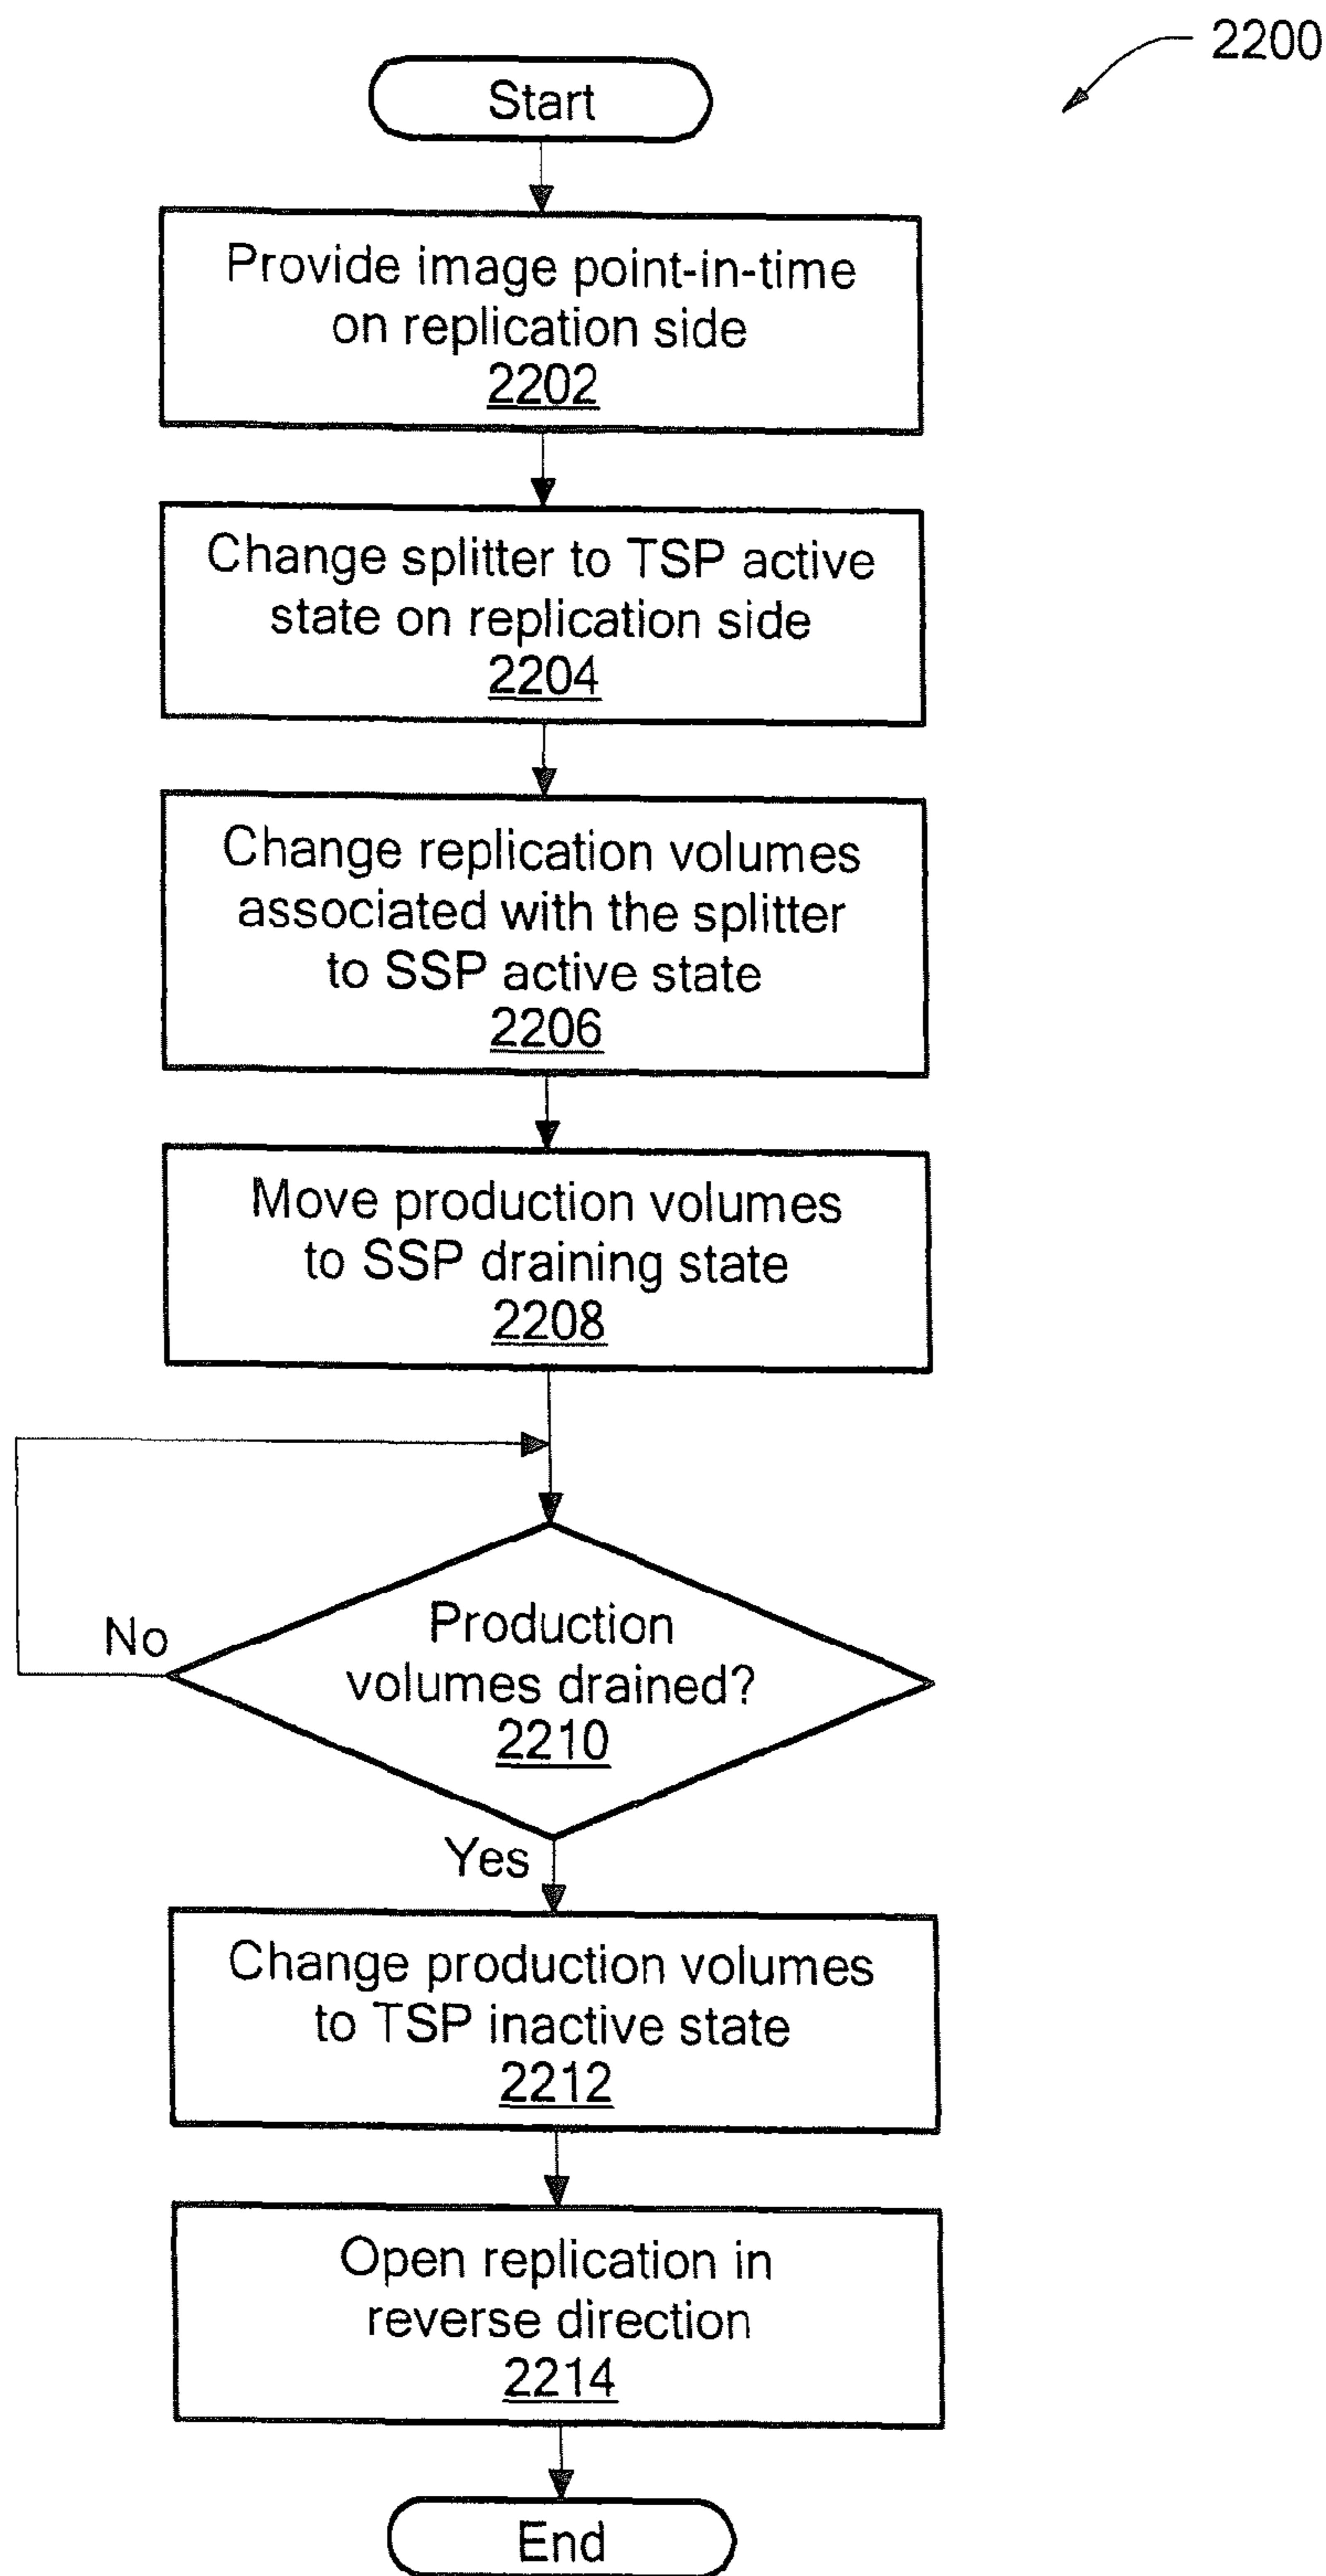 2200
Start
Provide image point-in-time
on replication side
2202
Change splitter to TSP active
state on replication side
2204
Change replication volumes
associated with the splitter
to SSP active state
2206
Move production volumes
to SSP draining state
2208
No
Production
volumes drained?
2210
Yes
Change production volumes
to TSP inactive state
2212
Open replication in
reverse direction
2214
End